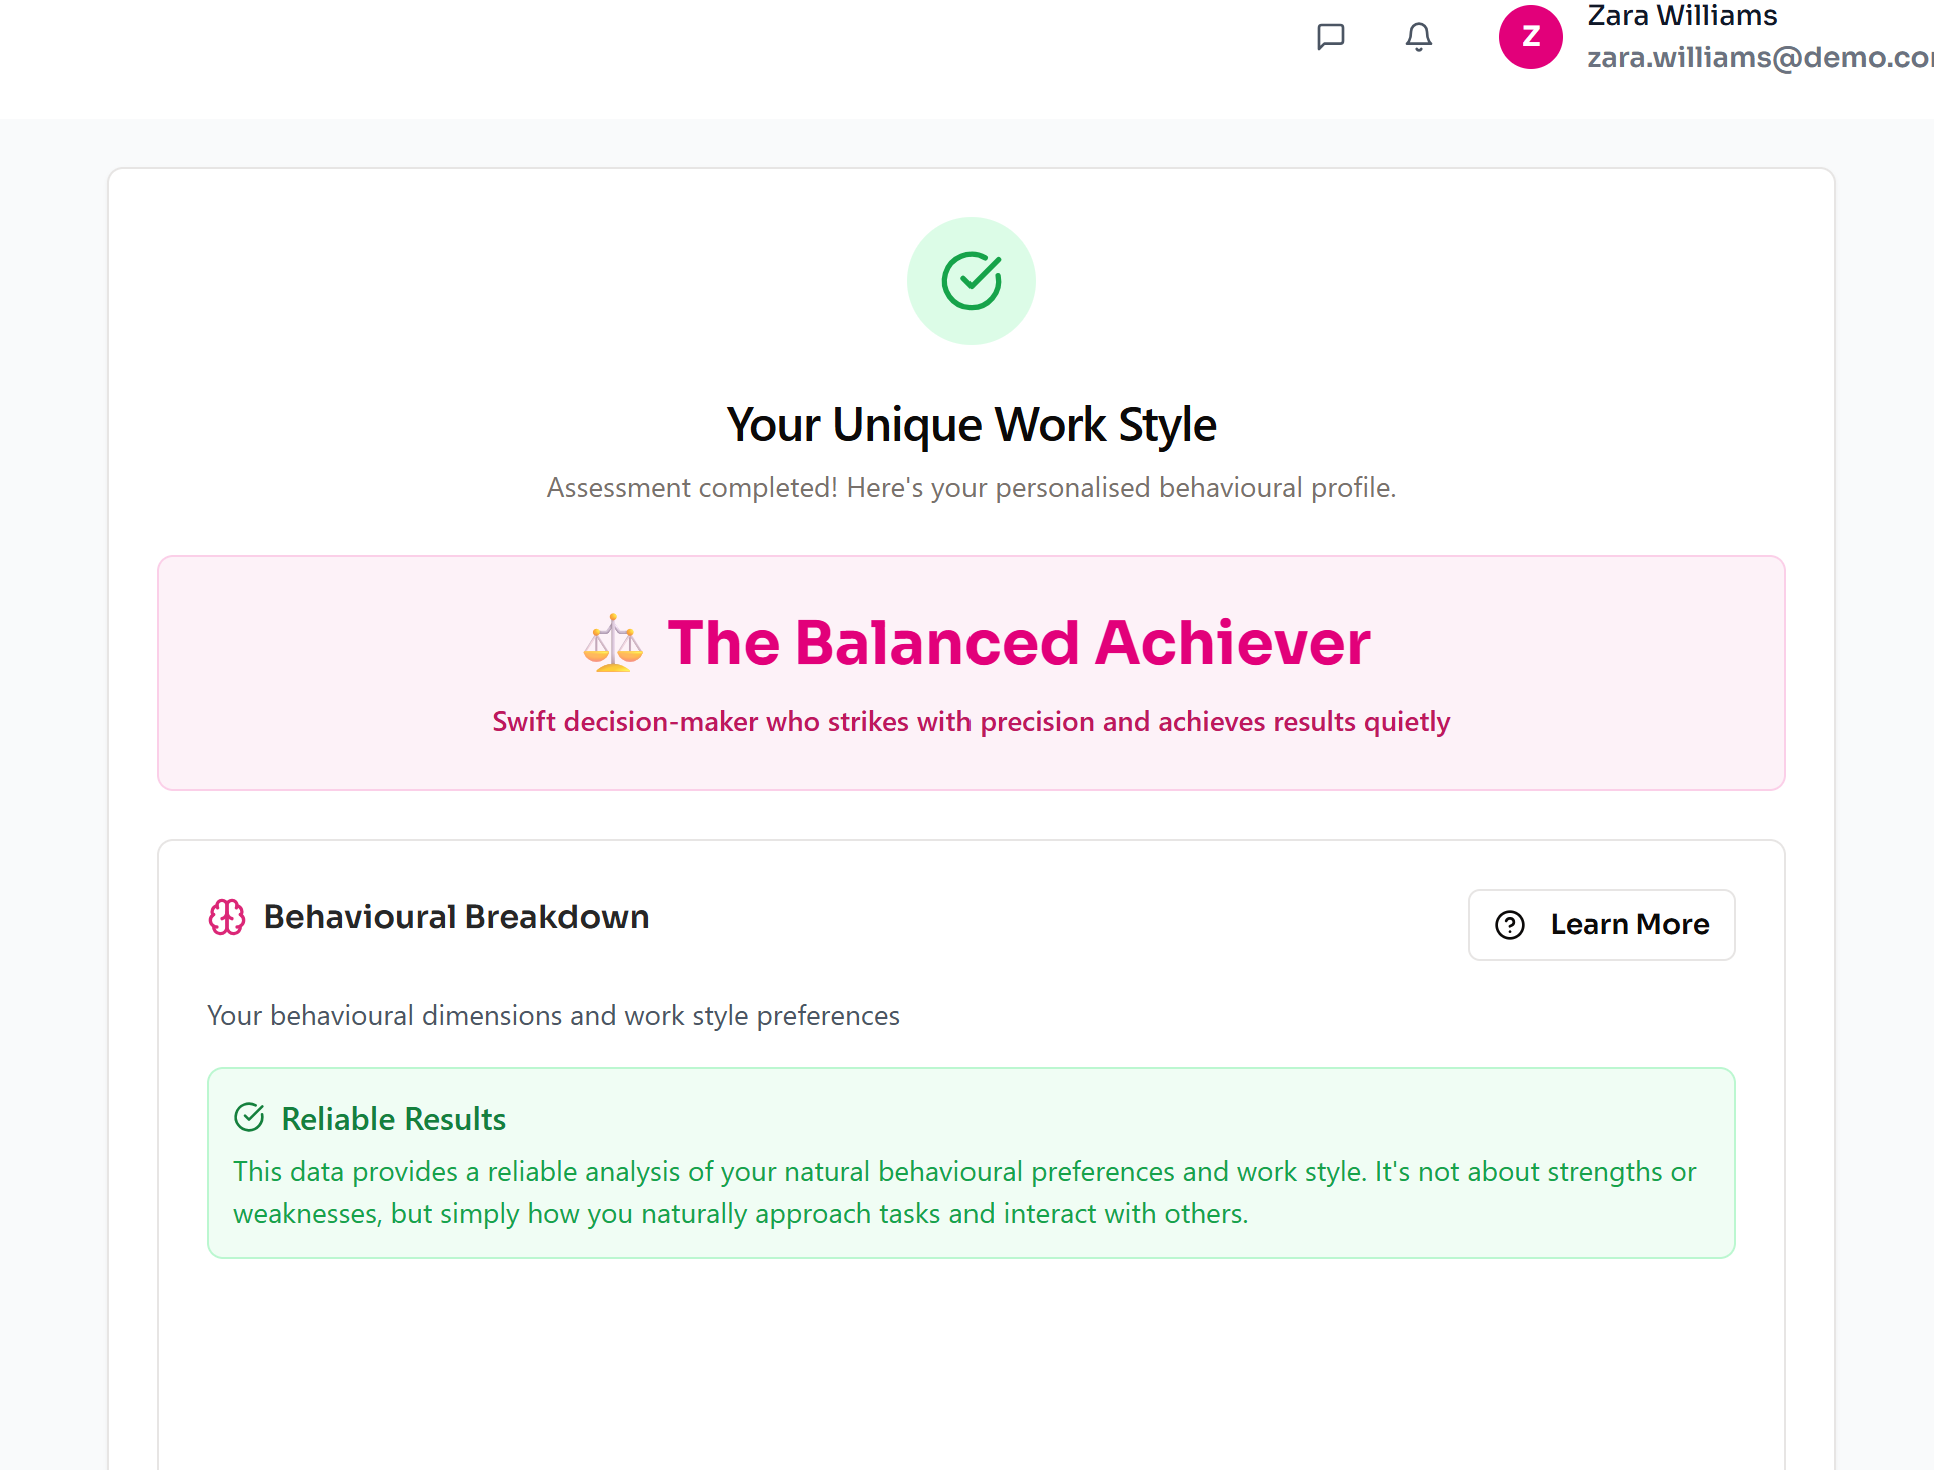 Z
Zara Williams
zara.williams@demo.co
Your Unique Work Style
Assessment completed! Here's your personalised behavioural profile.
The Balanced Achiever
Swift decision-maker who strikes with precision and achieves results quietly
Behavioural Breakdown
Learn More
Your behavioural dimensions and work style preferences
Reliable Results
This data provides a reliable analysis of your natural behavioural preferences and work style. It's not about strengths or
weaknesses, but simply how you naturally approach tasks and interact with others.